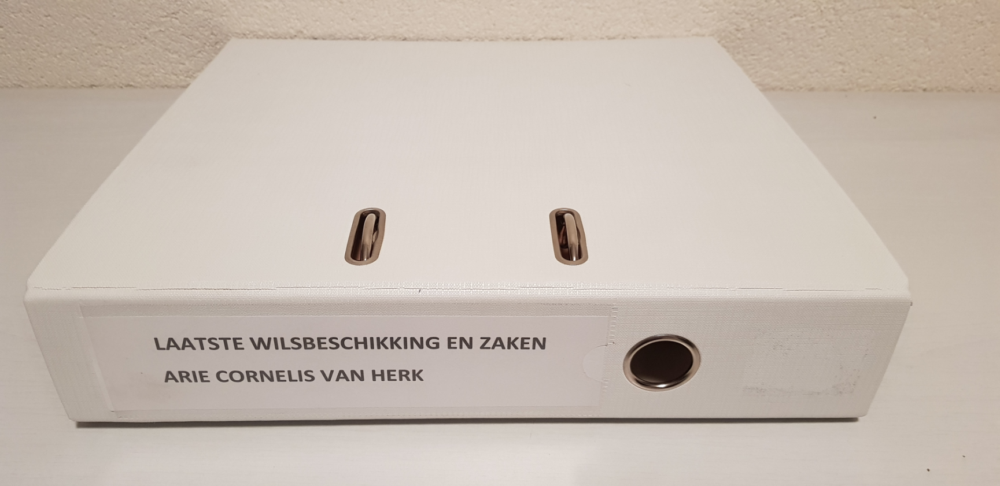 LAATSTE WILSBESCHIKKING EN ZAKEN
ARIE CORNELIS VAN HERK